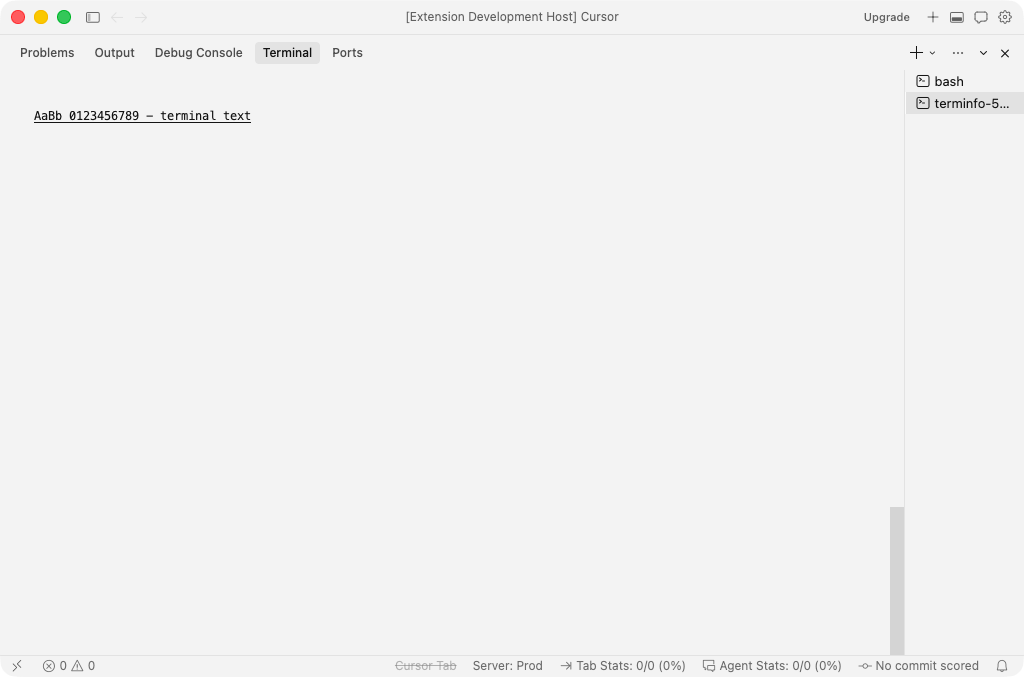 [Extension Development Host] Cursor
Upgrade
Problems Output Debug Console Terminal Ports
bash
terminfo-5...
AaBb 0123456789 — terminal text
0 0 Cursor Tab Server: Prod Tab Stats: 0/0 (0%) Agent Stats: 0/0 (0%) No commit scored